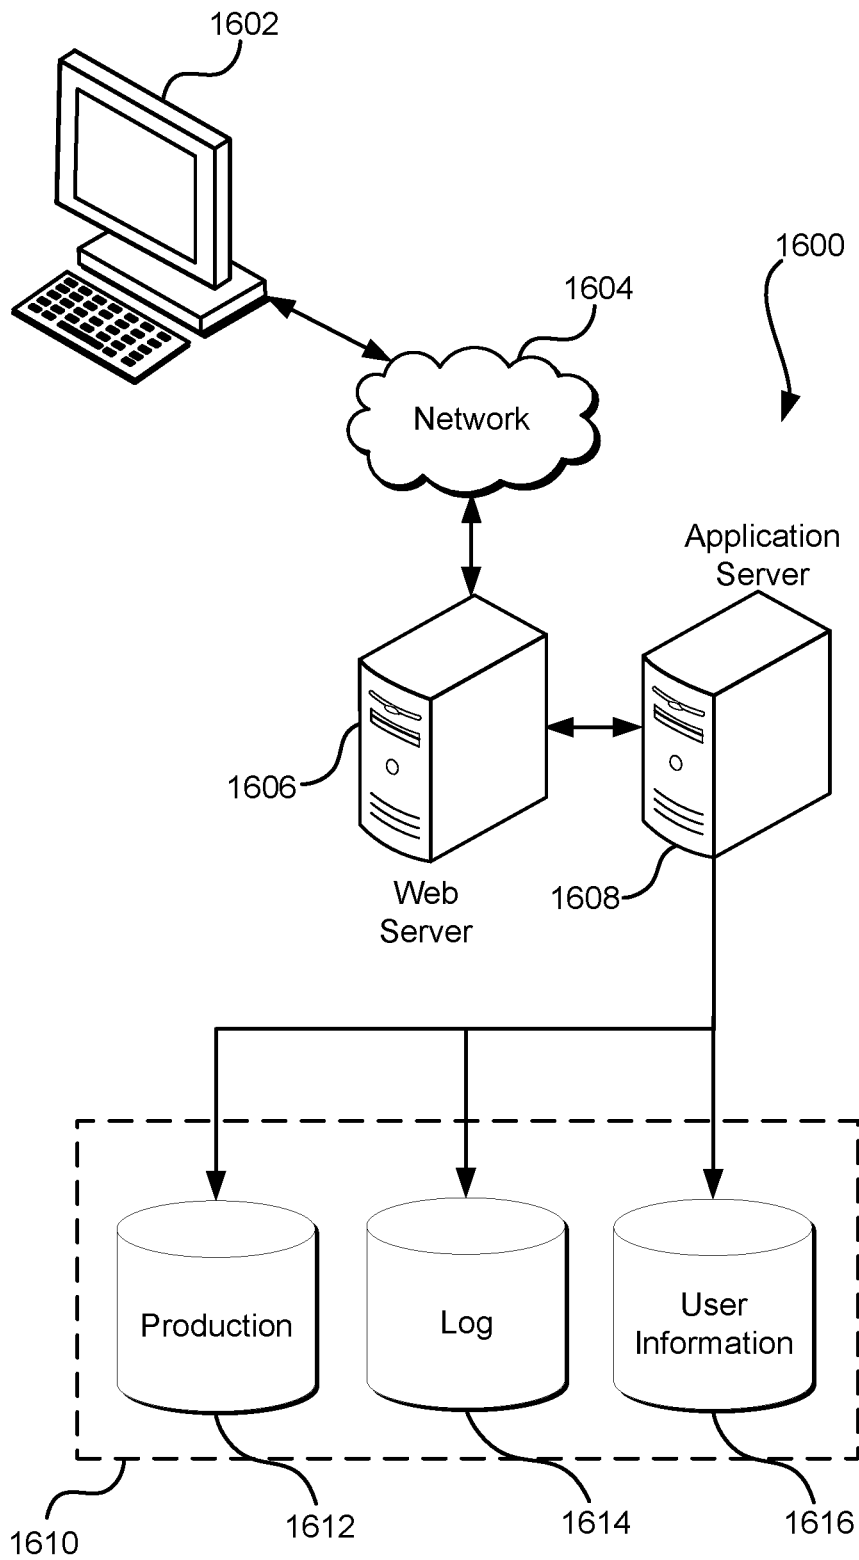 1602
1600
1604
Network
Application
Server
1606
1608
Web
Server
Production
Log
User
Information
1610
1612
1614
1616